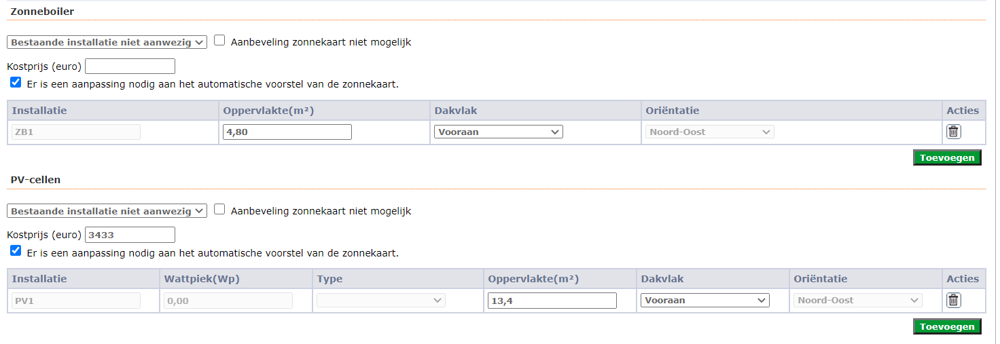 Zonneboiler
Bestaande installatie niet aanwezig Aanbeveling zonnekaart niet mogelijk
Kostprijs (euro)
Er is een aanpassing nodig aan het automatische voorstel van de zonnekaart.
Installatie Oppervlakte(m²) Dakvlak Oriëntatie Acties
ZB1 4,80 Vooraan Noord-Oost
Toevoegen
PV-cellen
Bestaande installatie niet aanwezig Aanbeveling zonnekaart niet mogelijk
Kostprijs (euro) 3433
Er is een aanpassing nodig aan het automatische voorstel van de zonnekaart.
Installatie Wattpiek(Wp) Type Oppervlakte(m²) Dakvlak Oriëntatie Acties
PV1 0,00 13,4 Vooraan Noord-Oost
Toevoegen